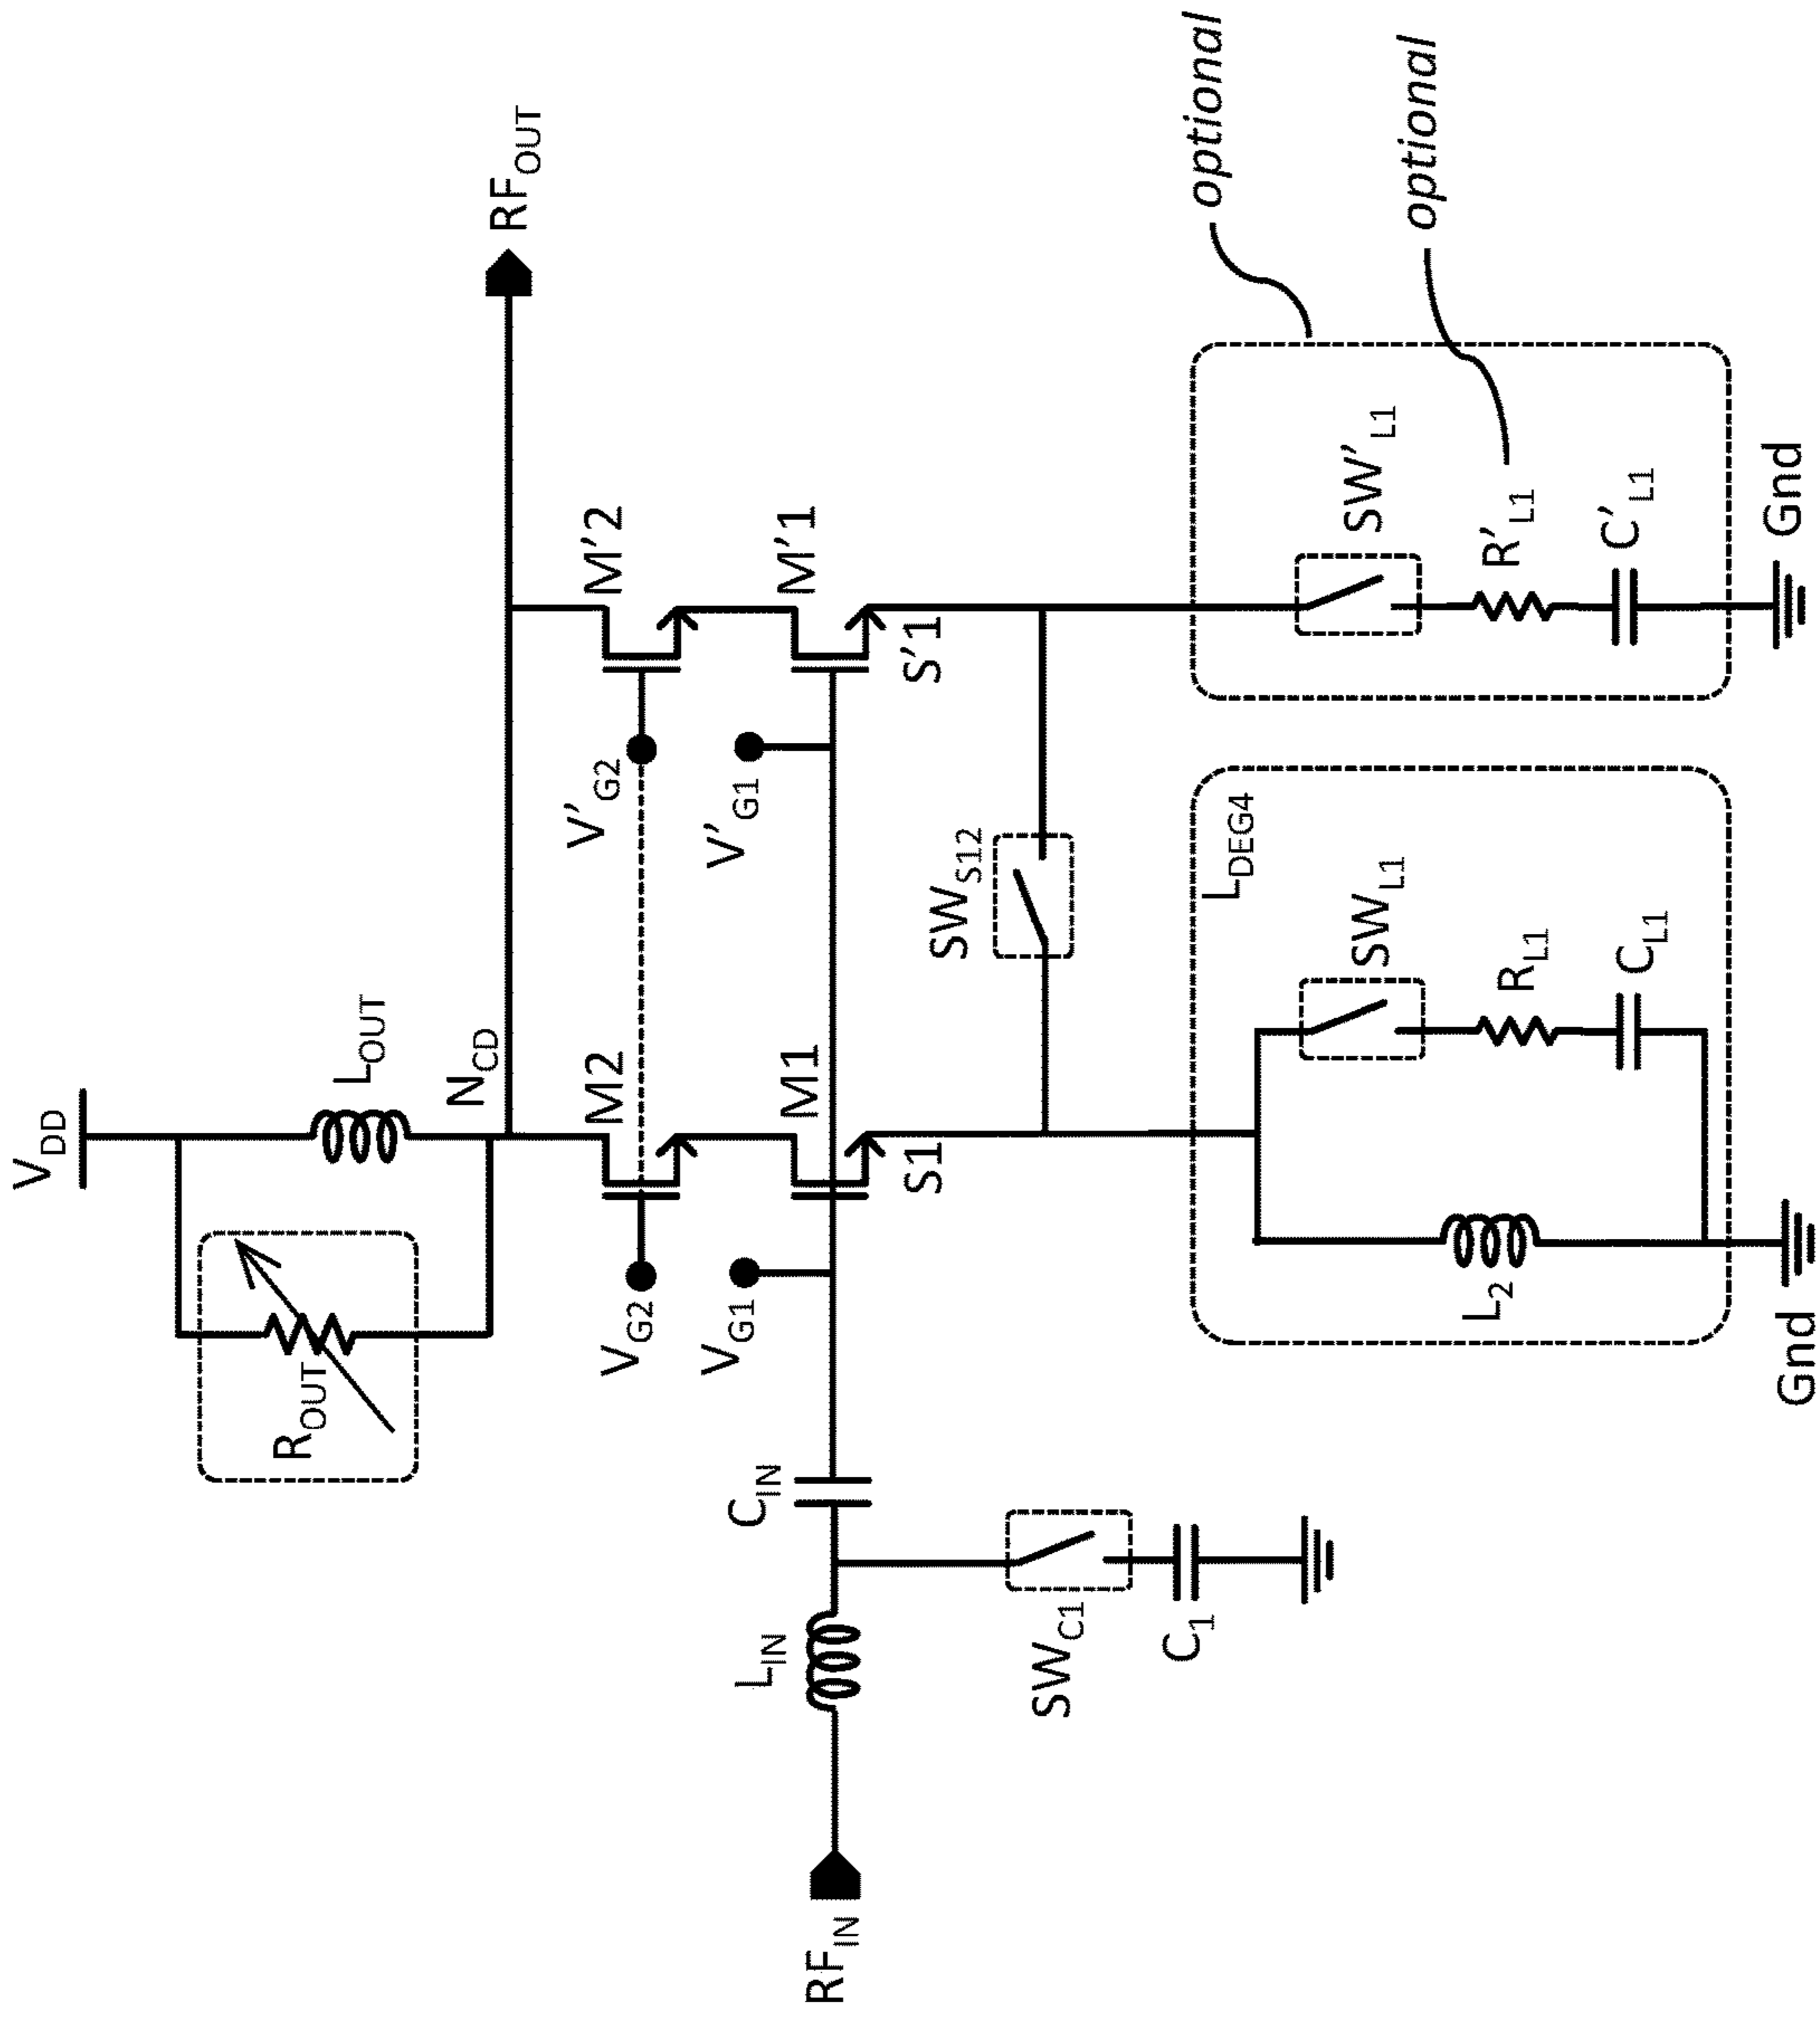 V_DD
R_OUT
L_OUT
N_CD
RF_OUT
V_G2
M2
V'_G2
M'2
V_G1
M1
V'_G1
M'1
C_IN
L_IN
RF_IN
S1
S'1
SW_S12
SW_C1
C_1
L_DEG4
SW_L1
R_L1
C_L1
L_2
Gnd
optional
SW'_L1
R'_L1
optional
C'_L1
Gnd